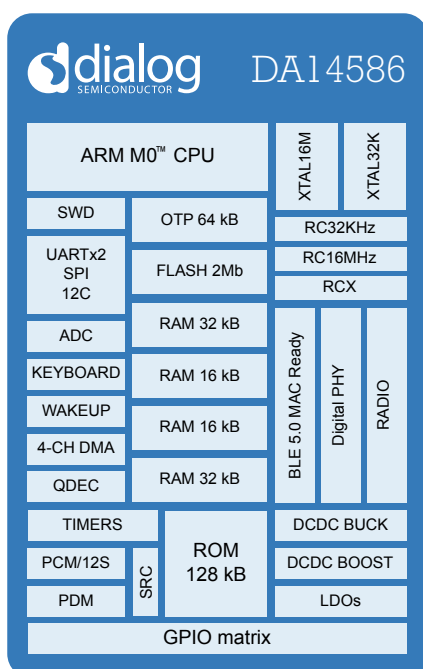 dialog
SEMICONDUCTOR
DA14586
ARM M0™ CPU
XTAL16M
XTAL32K
SWD
OTP 64 kB
RC32KHz
UARTx2
SPI
12C
FLASH 2Mb
RC16MHz
RCX
RAM 32 kB
ADC
KEYBOARD
RAM 16 kB
WAKEUP
RAM 16 kB
4-CH DMA
QDEC
RAM 32 kB
BLE 5.0 MAC Ready
Digital PHY
RADIO
TIMERS
ROM
128 kB
DCDC BUCK
PCM/12S
SRC
DCDC BOOST
PDM
LDOs
GPIO matrix